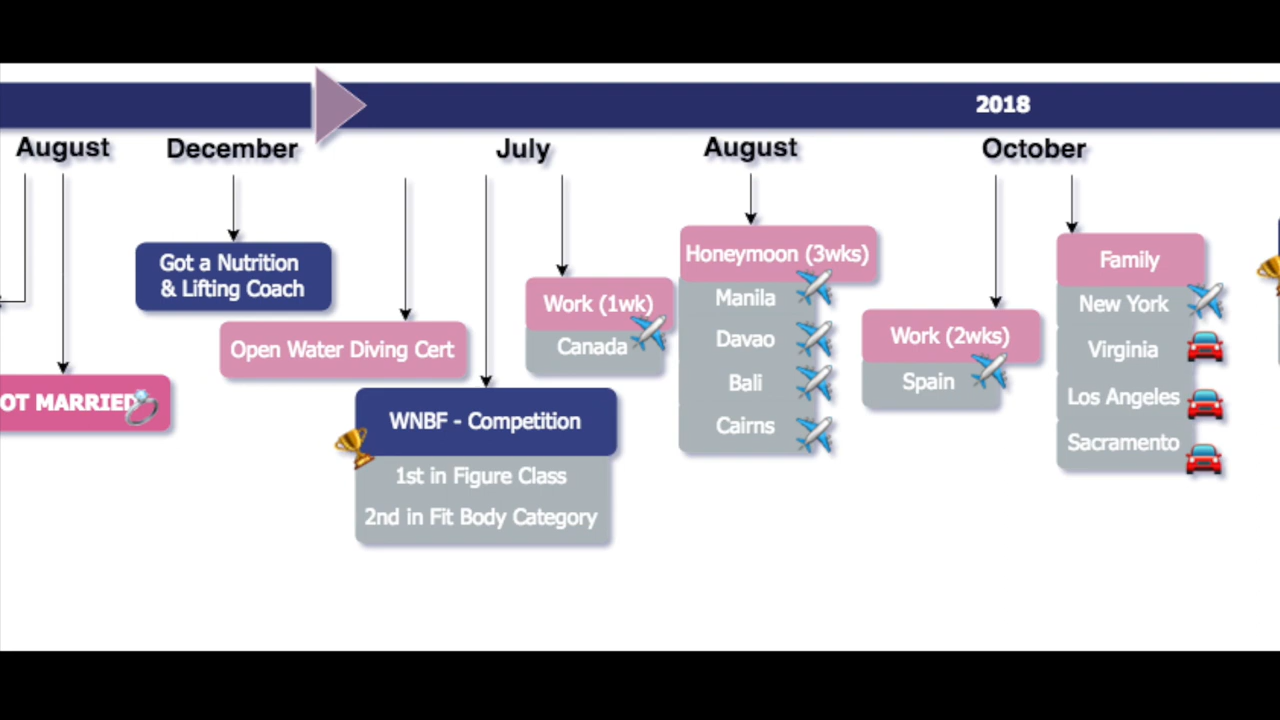 2018
August
December
July
August
October
Got a Nutrition
& Lifting Coach
Open Water Diving Cert
OT MARRIED
WNBF - Competition
1st in Figure Class
2nd in Fit Body Category
Work (1wk)
Canada
Honeymoon (3wks)
Manila
Davao
Bali
Cairns
Work (2wks)
Spain
Family
New York
Virginia
Los Angeles
Sacramento